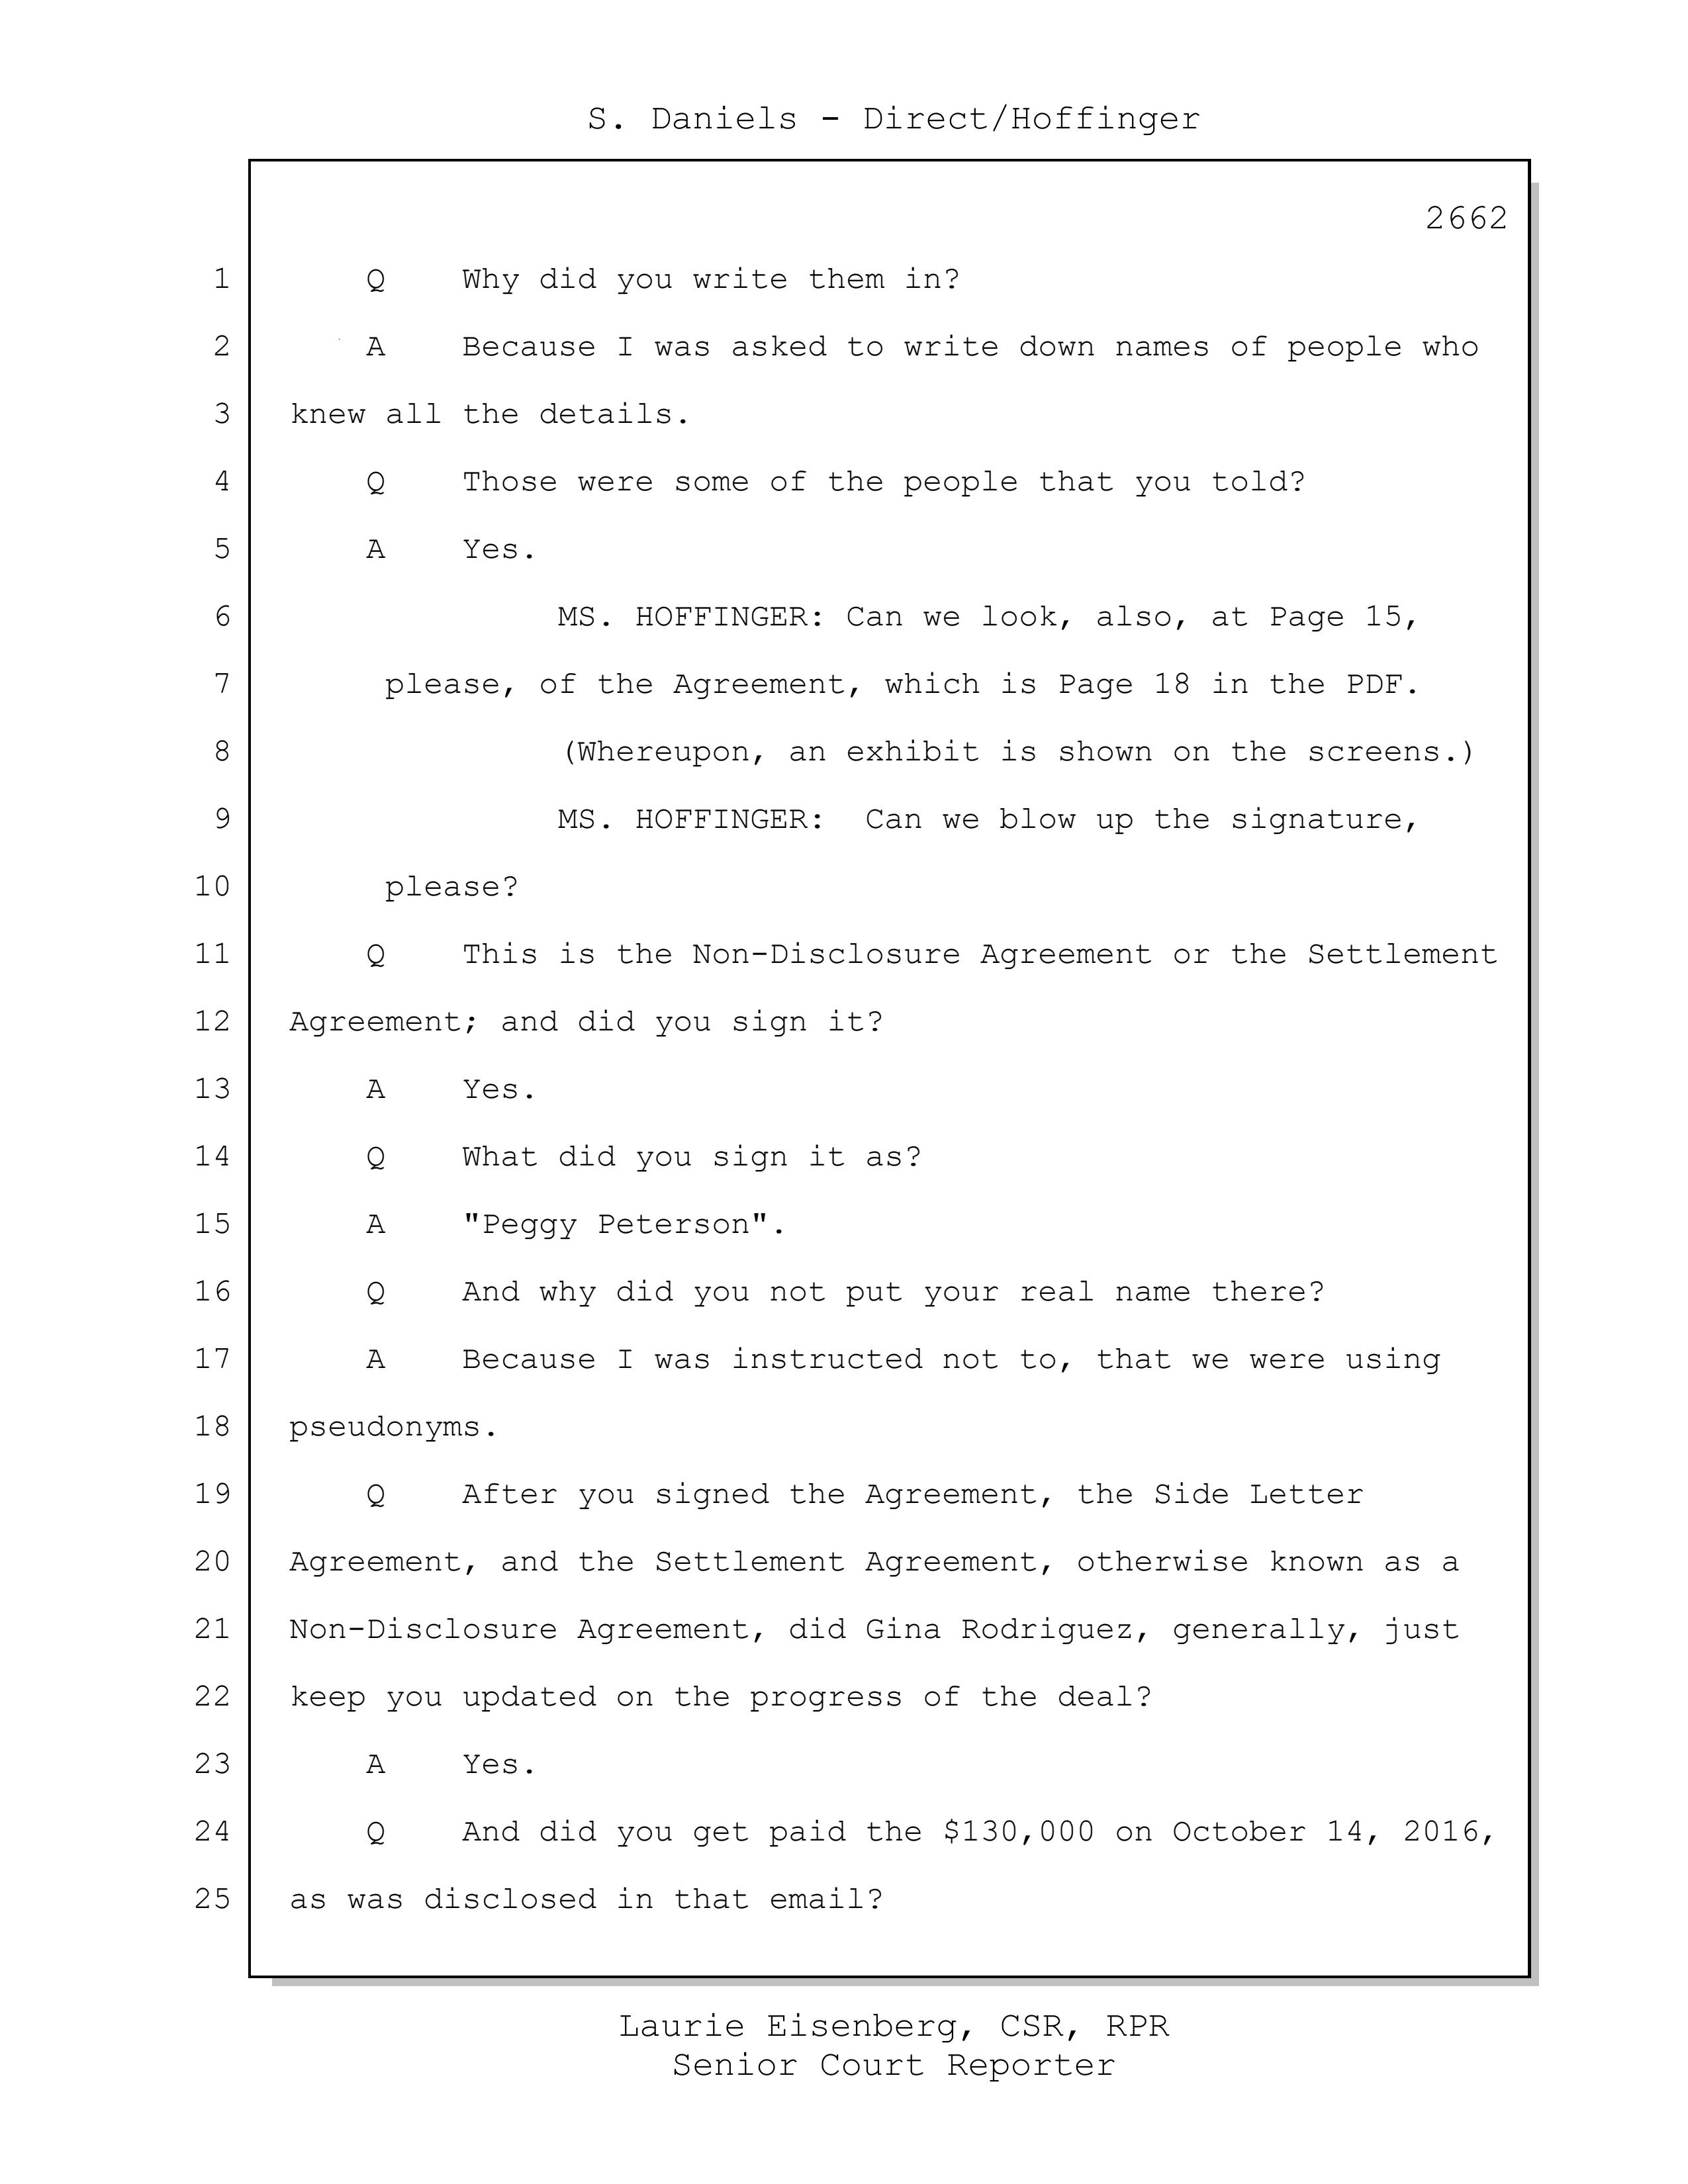 S. Daniels - Direct/Hoffinger
2662
1 Q Why did you write them in?
2 A Because I was asked to write down names of people who
3 knew all the details.
4 Q Those were some of the people that you told?
5 A Yes.
6 MS. HOFFINGER: Can we look, also, at Page 15,
7 please, of the Agreement, which is Page 18 in the PDF.
8 (Whereupon, an exhibit is shown on the screens.)
9 MS. HOFFINGER: Can we blow up the signature,
10 please?
11 Q This is the Non-Disclosure Agreement or the Settlement
12 Agreement; and did you sign it?
13 A Yes.
14 Q What did you sign it as?
15 A "Peggy Peterson".
16 Q And why did you not put your real name there?
17 A Because I was instructed not to, that we were using
18 pseudonyms.
19 Q After you signed the Agreement, the Side Letter
20 Agreement, and the Settlement Agreement, otherwise known as a
21 Non-Disclosure Agreement, did Gina Rodriguez, generally, just
22 keep you updated on the progress of the deal?
23 A Yes.
24 Q And did you get paid the $130,000 on October 14, 2016,
25 as was disclosed in that email?
Laurie Eisenberg, CSR, RPR
Senior Court Reporter